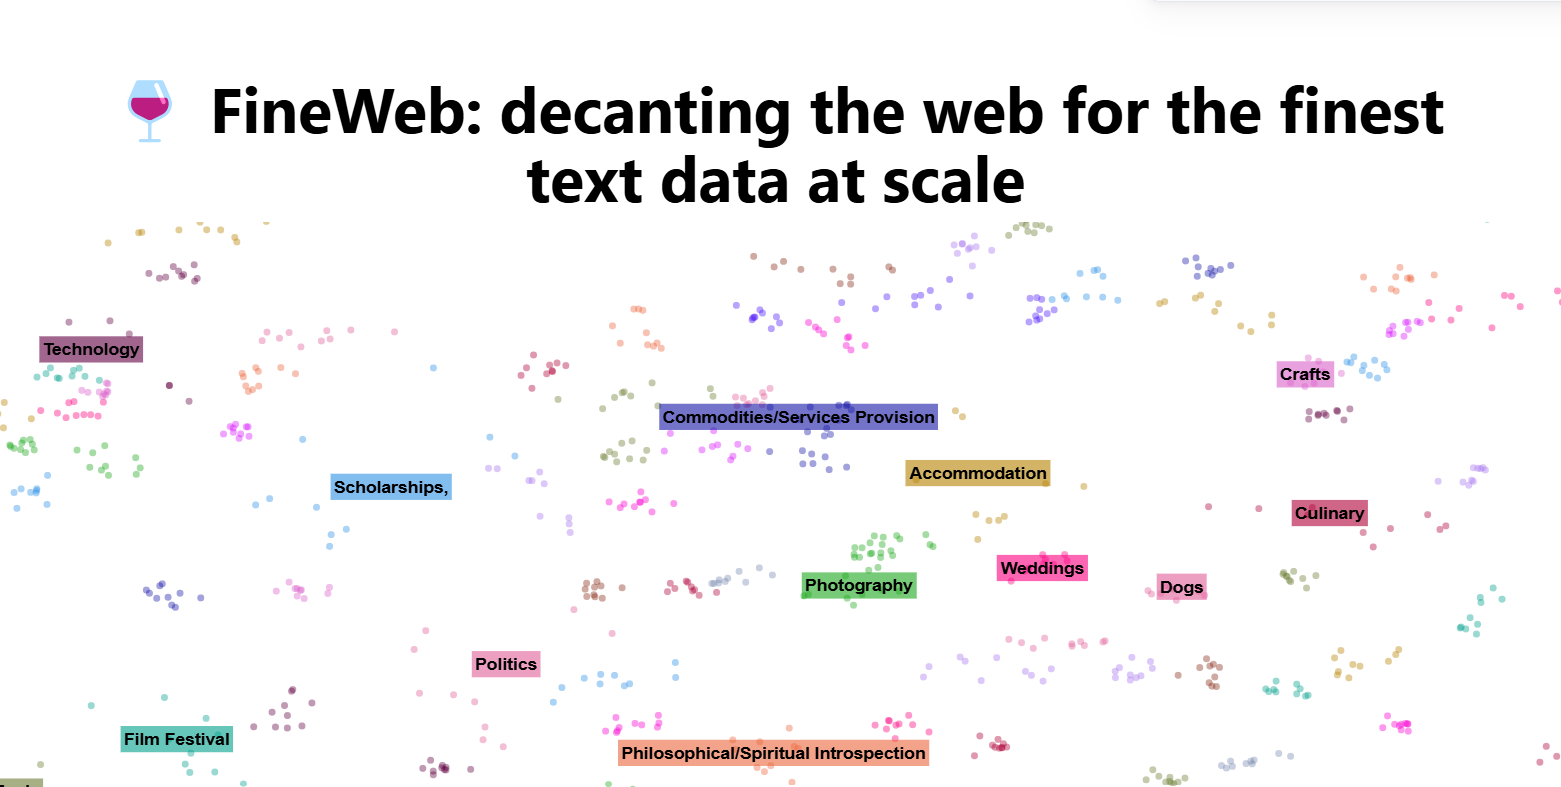 FineWeb: decanting the web for the finest
text data at scale
Technology
Crafts
Commodities/Services Provision
Accommodation
Scholarships,
Culinary
Weddings
Photography
Dogs
Politics
Film Festival
Philosophical/Spiritual Introspection